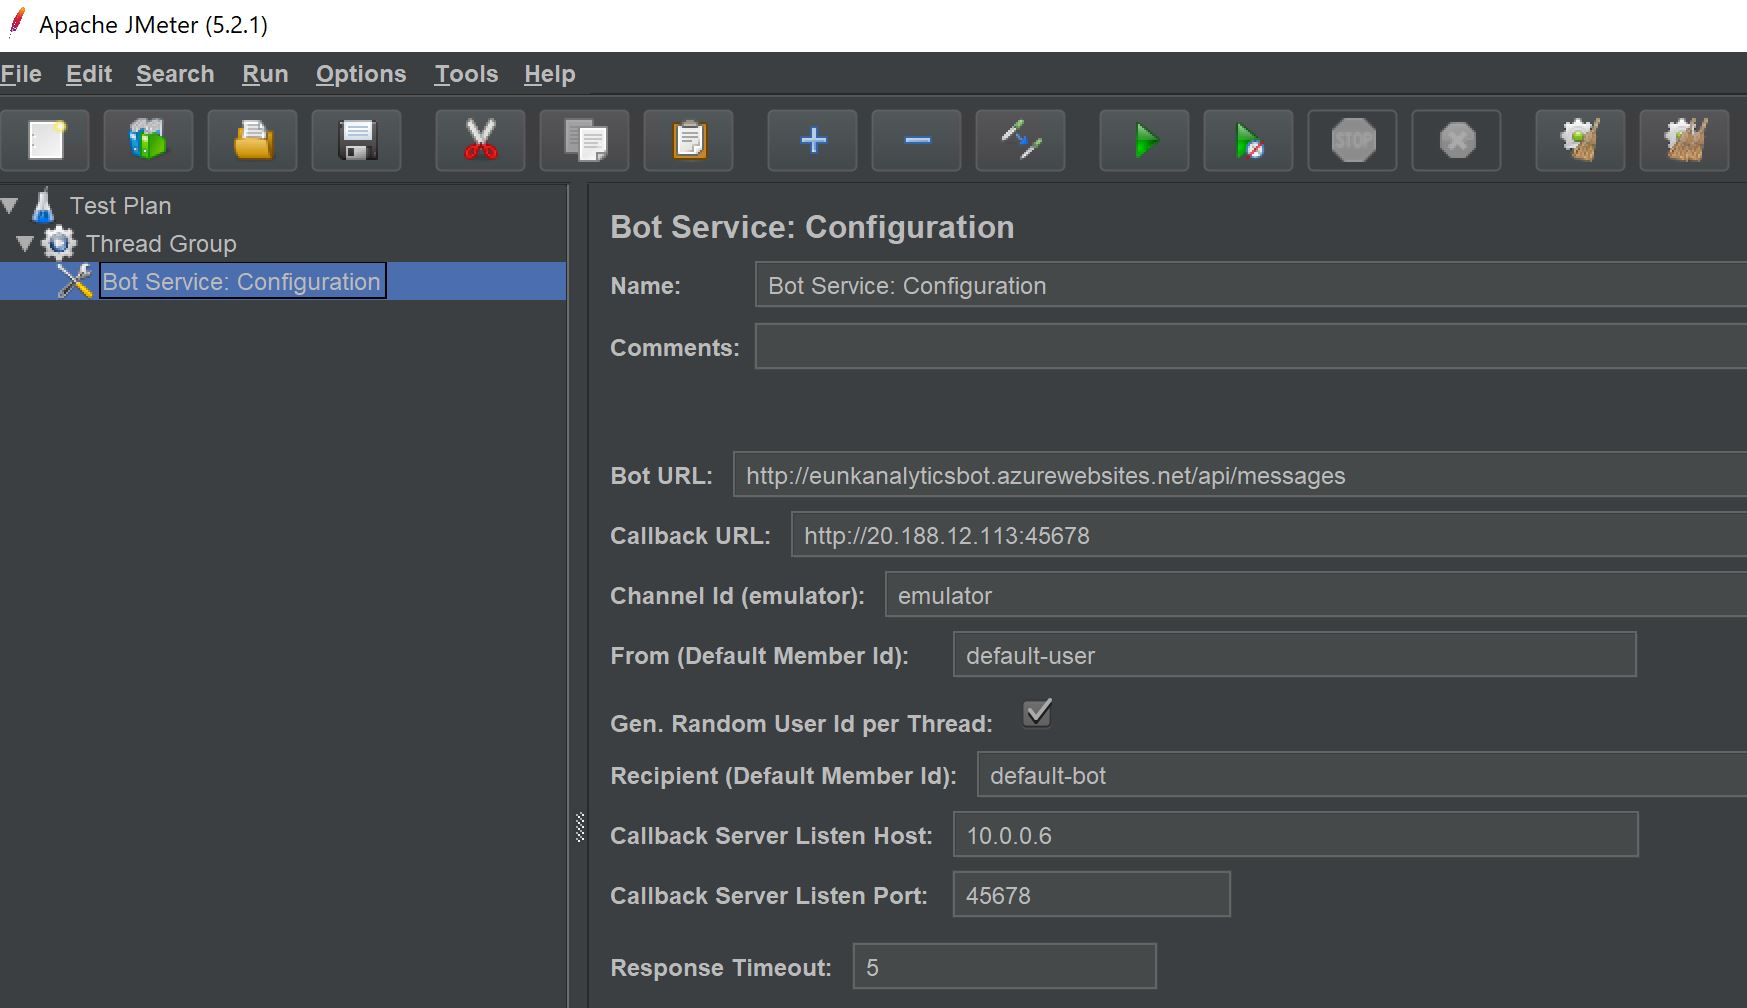 Apache JMeter (5.2.1)
File Edit Search Run Options Tools Help
STOP
Test Plan
Thread Group
Bot Service: Configuration
Bot Service: Configuration
Name: Bot Service: Configuration
Comments:
Bot URL: http://eunkanalyticsbot.azurewebsites.net/api/messages
Callback URL: http://20.188.12.113:45678
Channel Id (emulator): emulator
From (Default Member Id): default-user
Gen. Random User Id per Thread:
Recipient (Default Member Id): default-bot
Callback Server Listen Host: 10.0.0.6
Callback Server Listen Port: 45678
Response Timeout: 5